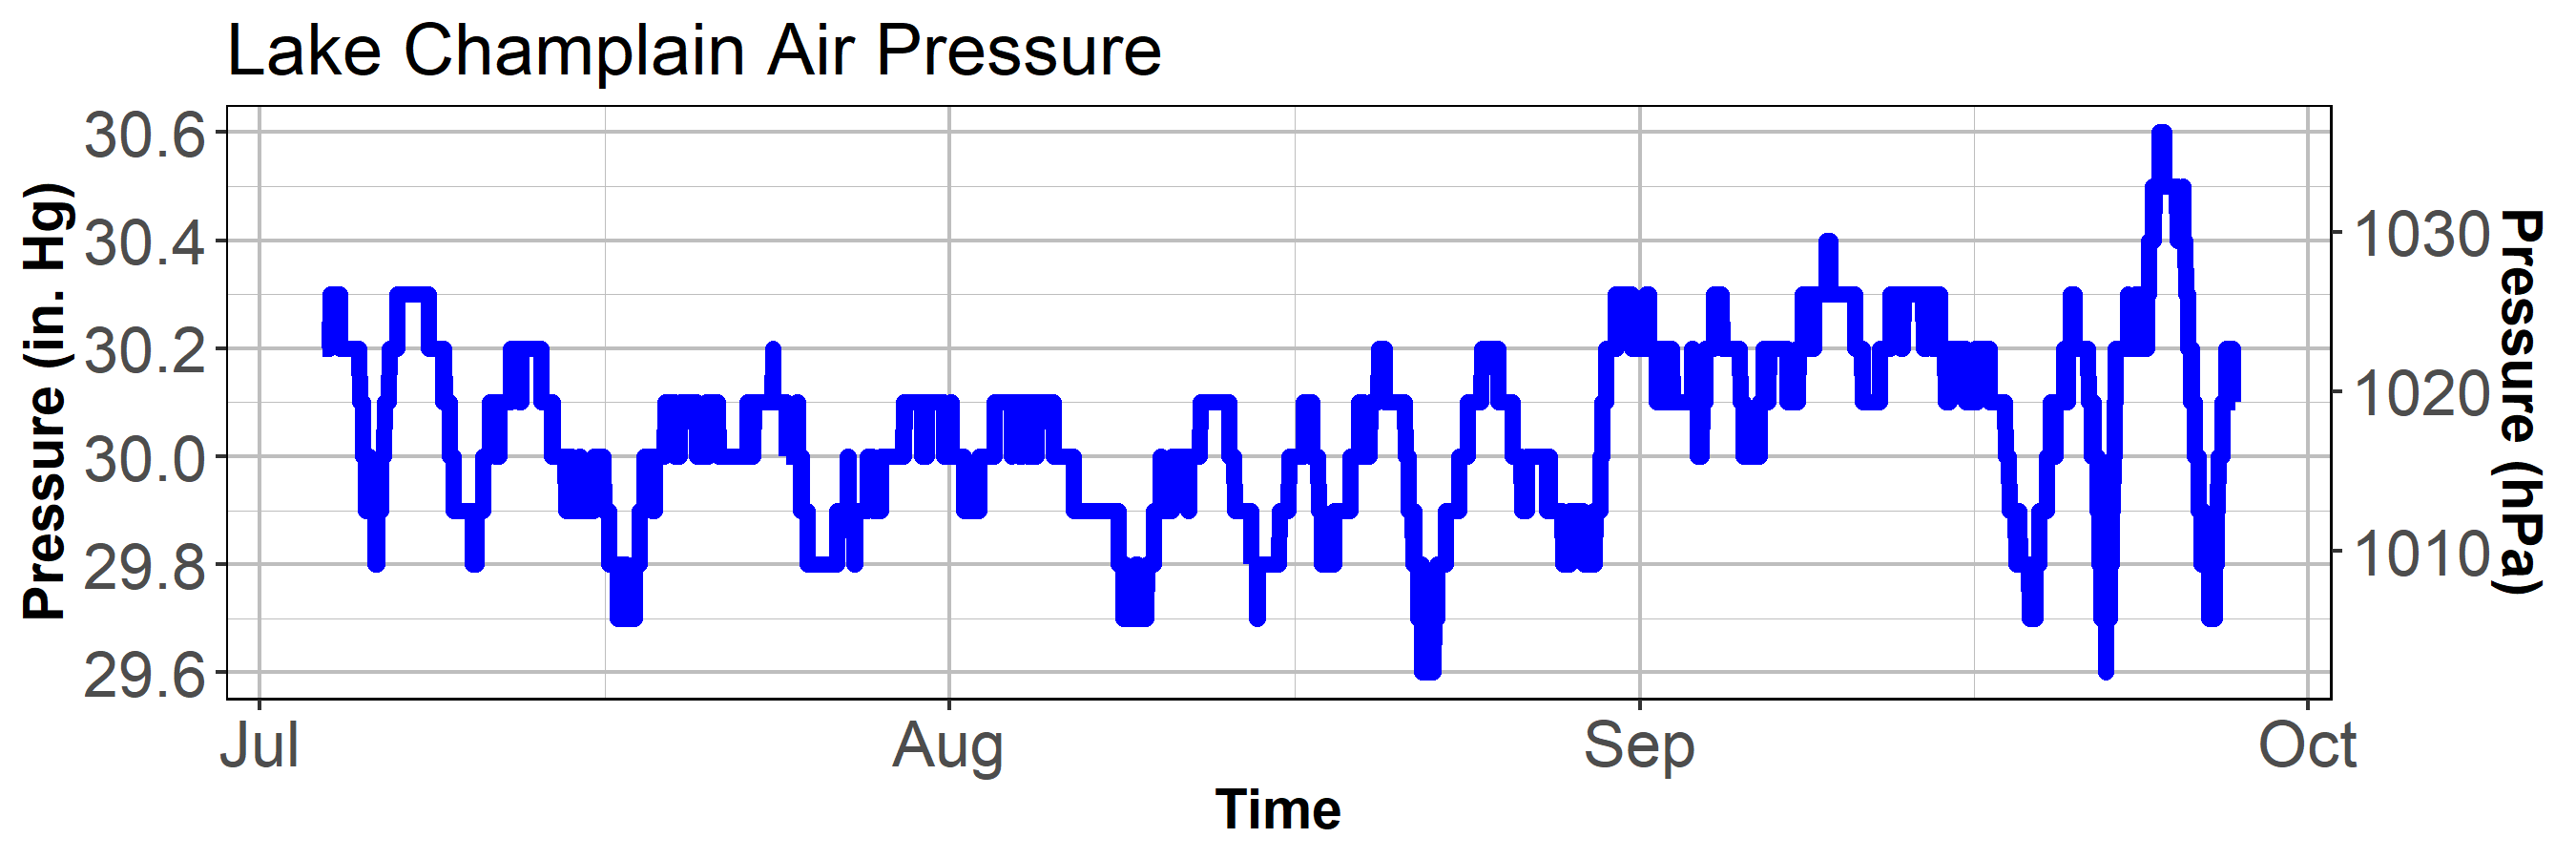 Lake Champlain Air Pressure
30.6
30.4
30.2
30.0
29.8
29.6
Pressure (in. Hg)
1030
1020
1010
Pressure (hPa)
Jul Aug Sep Oct
Time